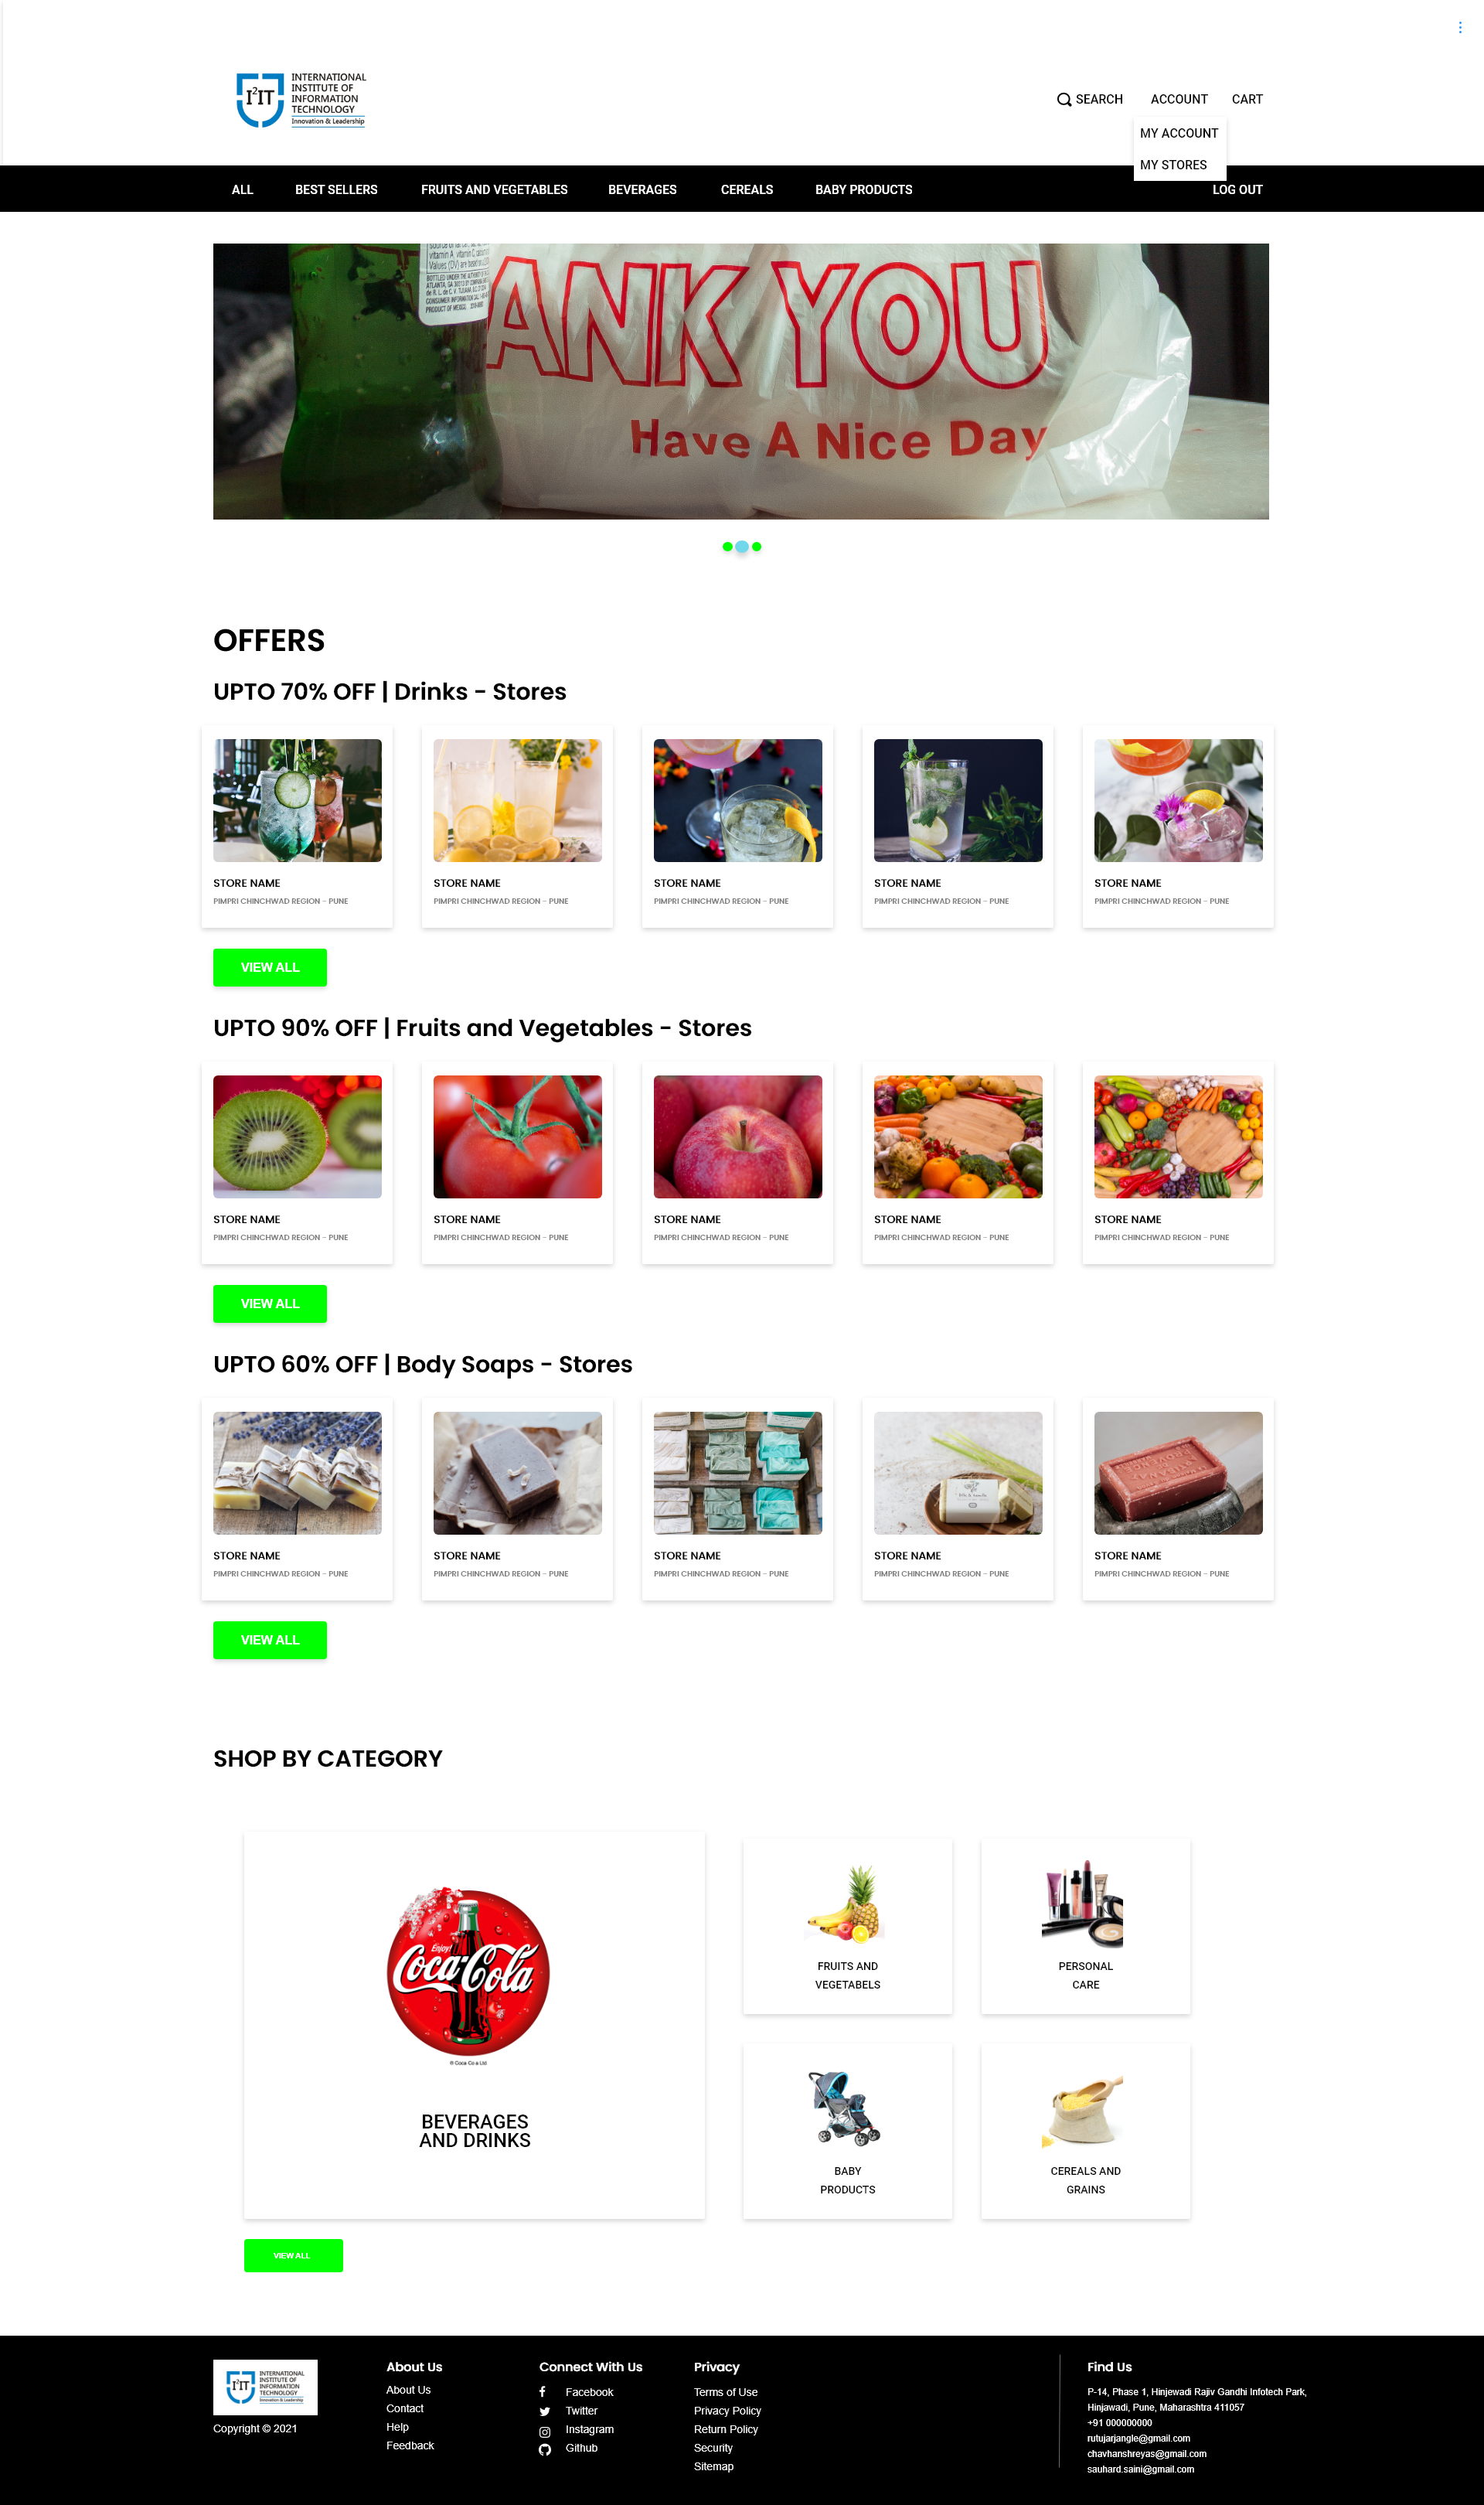 I²IT
INTERNATIONAL
INSTITUTE OF
INFORMATION
TECHNOLOGY
Innovation & Leadership
SEARCH
ACCOUNT
CART
MY ACCOUNT
MY STORES
ALL
BEST SELLERS
FRUITS AND VEGETABLES
BEVERAGES
CEREALS
BABY PRODUCTS
LOG OUT
ANK YOU
Have A Nice Day
OFFERS
UPTO 70% OFF | Drinks - Stores
STORE NAME
PIMPRI CHINCHWAD REGION - PUNE
STORE NAME
PIMPRI CHINCHWAD REGION - PUNE
STORE NAME
PIMPRI CHINCHWAD REGION - PUNE
STORE NAME
PIMPRI CHINCHWAD REGION - PUNE
STORE NAME
PIMPRI CHINCHWAD REGION - PUNE
VIEW ALL
UPTO 90% OFF | Fruits and Vegetables - Stores
STORE NAME
PIMPRI CHINCHWAD REGION - PUNE
STORE NAME
PIMPRI CHINCHWAD REGION - PUNE
STORE NAME
PIMPRI CHINCHWAD REGION - PUNE
STORE NAME
PIMPRI CHINCHWAD REGION - PUNE
STORE NAME
PIMPRI CHINCHWAD REGION - PUNE
VIEW ALL
UPTO 60% OFF | Body Soaps - Stores
STORE NAME
PIMPRI CHINCHWAD REGION - PUNE
STORE NAME
PIMPRI CHINCHWAD REGION - PUNE
STORE NAME
PIMPRI CHINCHWAD REGION - PUNE
STORE NAME
PIMPRI CHINCHWAD REGION - PUNE
STORE NAME
PIMPRI CHINCHWAD REGION - PUNE
VIEW ALL
SHOP BY CATEGORY
Enjoy!
Coca-Cola
BEVERAGES
AND DRINKS
FRUITS AND
VEGETABELS
PERSONAL
CARE
BABY
PRODUCTS
CEREALS AND
GRAINS
VIEW ALL
I²IT
INTERNATIONAL
INSTITUTE OF
INFORMATION
TECHNOLOGY
Innovation & Leadership
Copyright © 2021
About Us
About Us
Contact
Help
Feedback
Connect With Us
Facebook
Twitter
Instagram
Github
Privacy
Terms of Use
Privacy Policy
Return Policy
Security
Sitemap
Find Us
P-14, Phase 1, Hinjewadi Rajiv Gandhi Infotech Park,
Hinjawadi, Pune, Maharashtra 411057
+91 000000000
rutujarjangle@gmail.com
chavhanshreyas@gmail.com
sauhard.saini@gmail.com